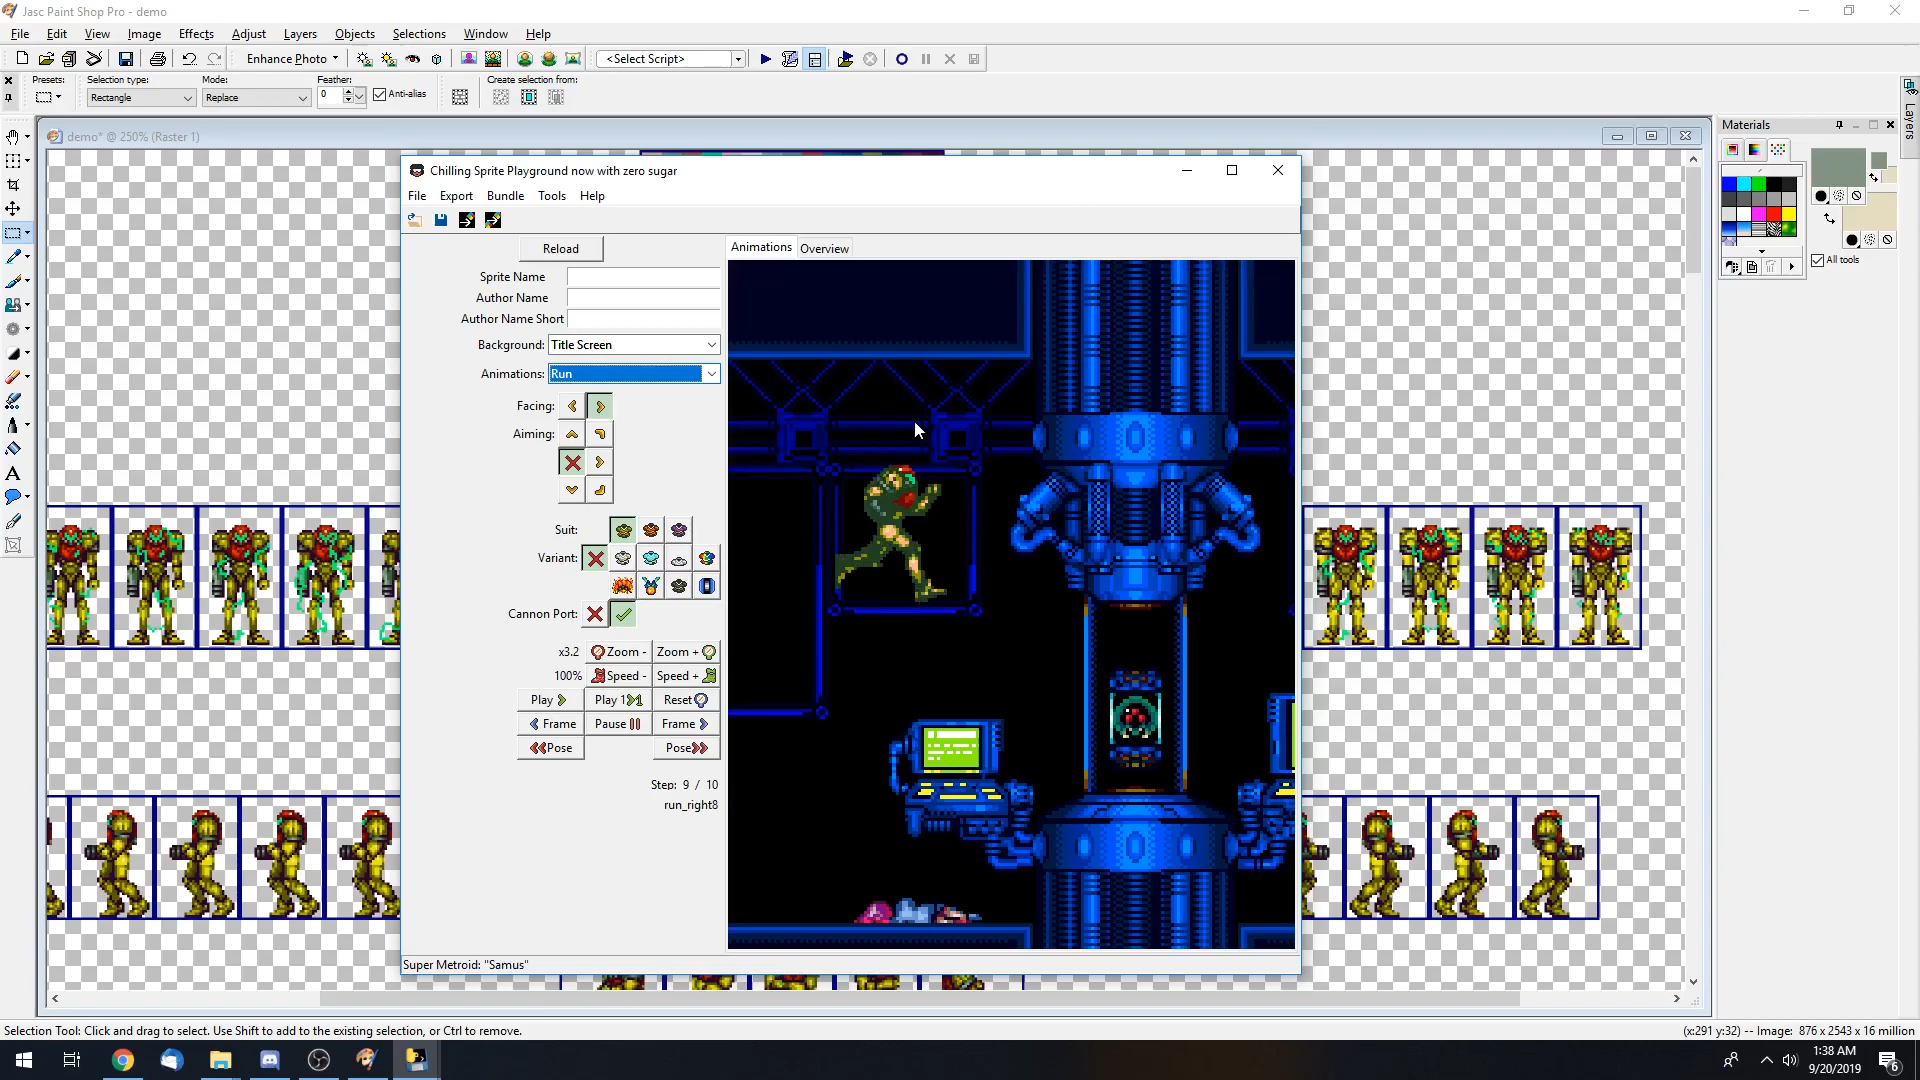 Jasc Paint Shop Pro - demo
File Edit View Image Effects Adjust Layers Objects Selections Window Help
Enhance Photo <Select Script>
Presets: Selection type: Mode: Feather: Create selection from:
Rectangle Replace 0 Anti-alias
demo* @ 250% (Raster 1)
Materials
Layers
All tools
Chilling Sprite Playground now with zero sugar
File Export Bundle Tools Help
Reload
Animations Overview
Sprite Name
Author Name
Author Name Short
Background: Title Screen
Animations: Run
Facing:
Aiming:
Suit:
Variant:
Cannon Port:
x3.2 Zoom - Zoom +
100% Speed - Speed +
Play Play 1 1 Reset
Frame Pause Frame
Pose Pose
Step: 9 / 10
run_right8
Super Metroid: "Samus"
Selection Tool: Click and drag to select. Use Shift to add to the existing selection, or Ctrl to remove.
(x:291 y:32) -- Image: 876 x 2543 x 16 million
1:38 AM
9/20/2019
6